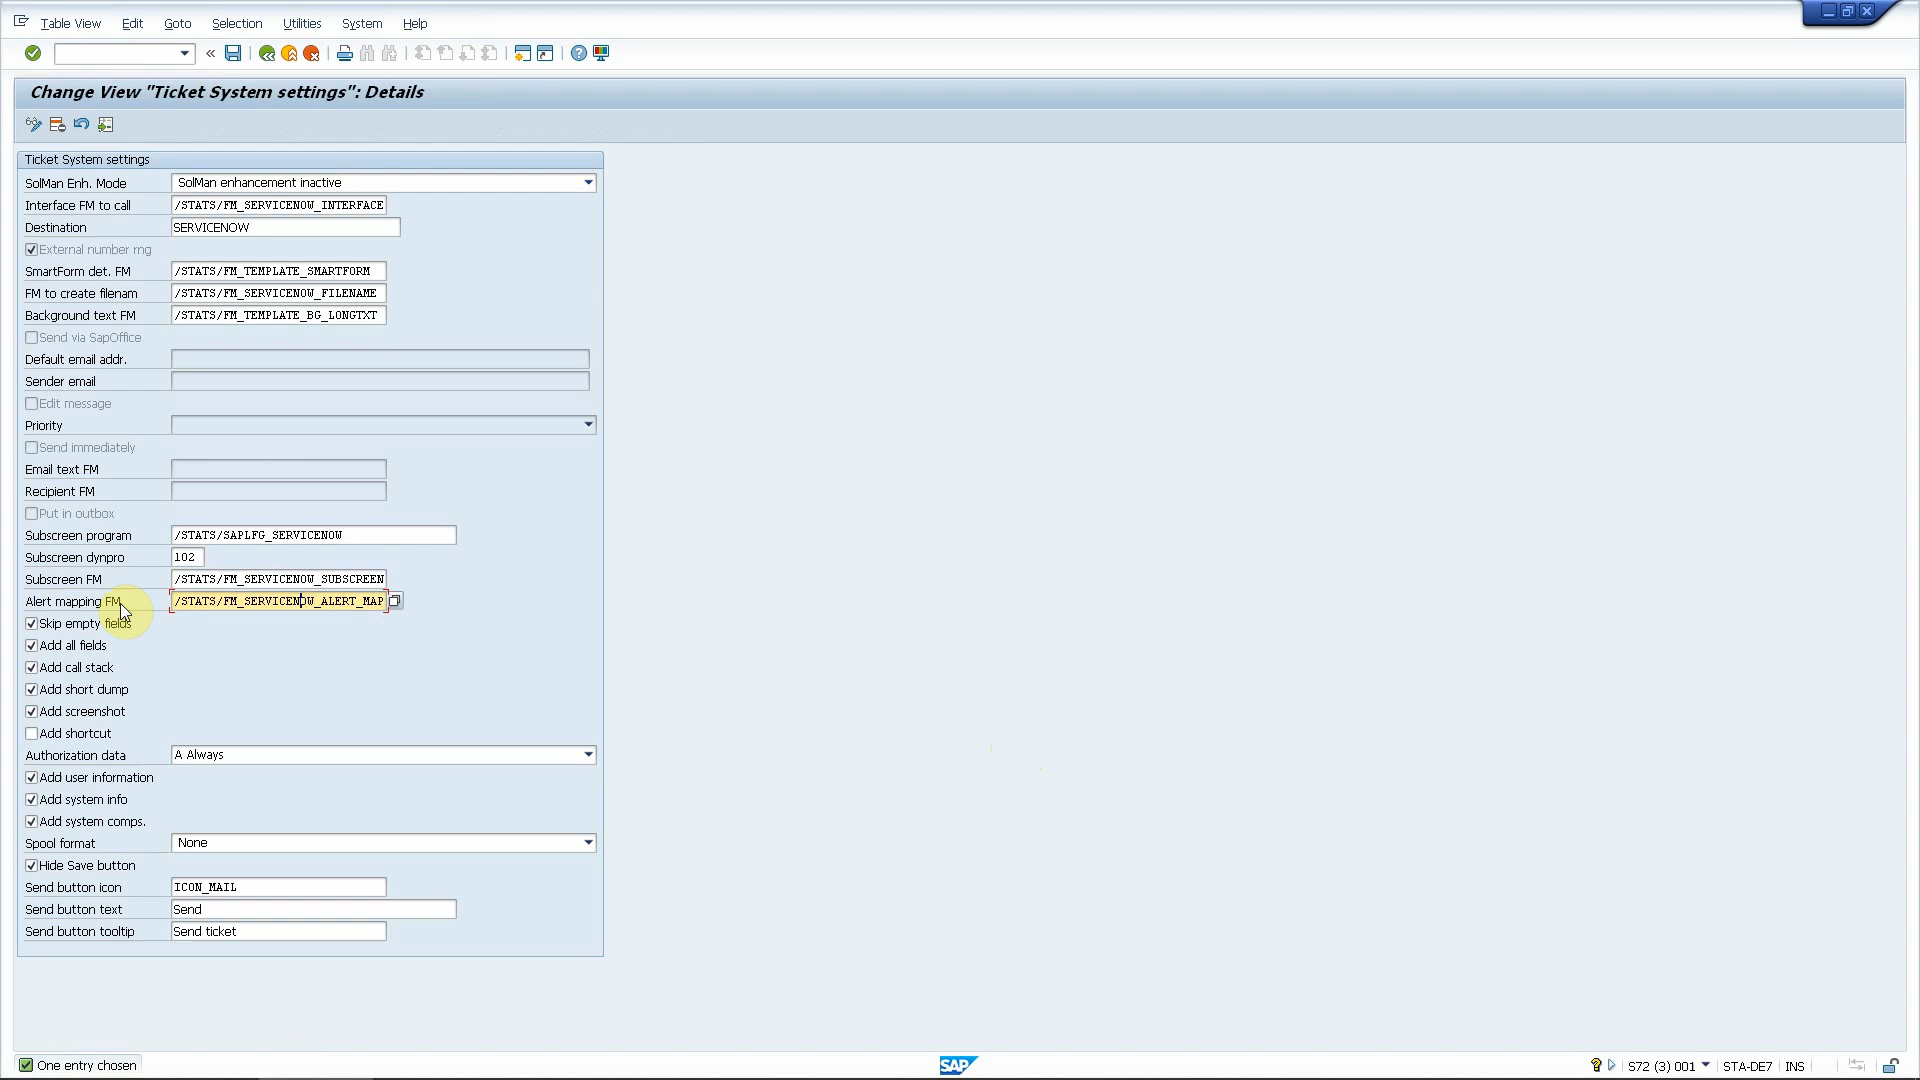 Table View Edit Goto Selection Utilities System Help
Change View "Ticket System settings": Details
Ticket System settings
SolMan Enh. Mode SolMan enhancement inactive
Interface FM to call /STATS/FM_SERVICENOW_INTERFACE
Destination SERVICENOW
External number rng
SmartForm det. FM /STATS/FM_TEMPLATE_SMARTFORM
FM to create filenam /STATS/FM_SERVICENOW_FILENAME
Background text FM /STATS/FM_TEMPLATE_BG_LONGTXT
Send via SapOffice
Default email addr.
Sender email
Edit message
Priority
Send immediately
Email text FM
Recipient FM
Put in outbox
Subscreen program /STATS/SAPLFG_SERVICENOW
Subscreen dynpro 102
Subscreen FM /STATS/FM_SERVICENOW_SUBSCREEN
Alert mapping FM /STATS/FM_SERVICENOW_ALERT_MAP
Skip empty fields
Add all fields
Add call stack
Add short dump
Add screenshot
Add shortcut
Authorization data A Always
Add user information
Add system info
Add system comps.
Spool format None
Hide Save button
Send button icon ICON_MAIL
Send button text Send
Send button tooltip Send ticket
One entry chosen SAP S72 (3) 001 STA-DE7 INS